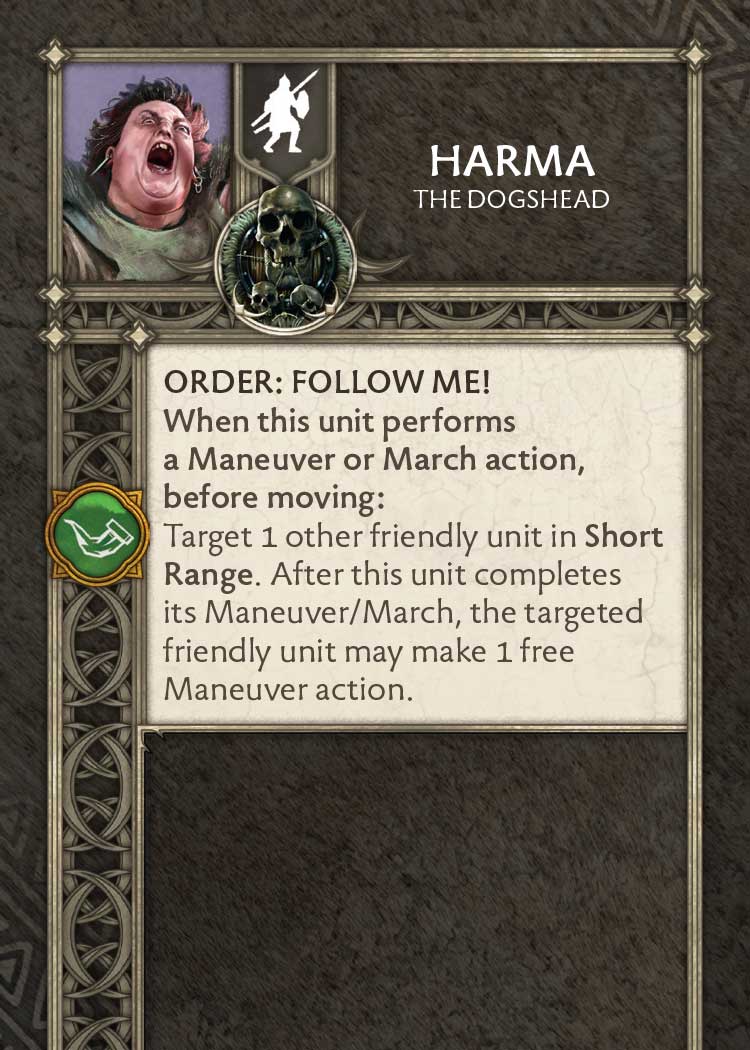 HARMA
THE DOGSHEAD
ORDER: FOLLOW ME!
When this unit performs
a Maneuver or March action,
before moving:
Target 1 other friendly unit in Short
Range. After this unit completes
its Maneuver/March, the targeted
friendly unit may make 1 free
Maneuver action.